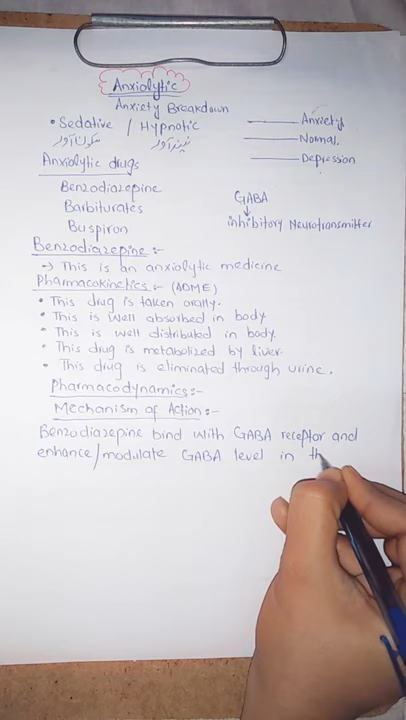 Anxiolytic
Anxiety Breakdown
• Sedative / Hypnotic
سکون آور نیند آور
Anxiety
Normal.
Depression
Anxiolytic drugs
Benzodiazepine
Barbiturates
Buspiron
GABA
↓
inhibitory Neurotransmitter
Benzodiazepine :-
→ This is an anxiolytic medicine
Pharmacokinetics :- (ADME)
• This drug is taken orally.
• This is well absorbed in body
• This is well distributed in body.
• This drug is metabolized by liver.
• This drug is eliminated through urine.
Pharmacodynamics :-
Mechanism of Action :-
Benzodiazepine bind with GABA receptor and
enhance/modulate GABA level in th